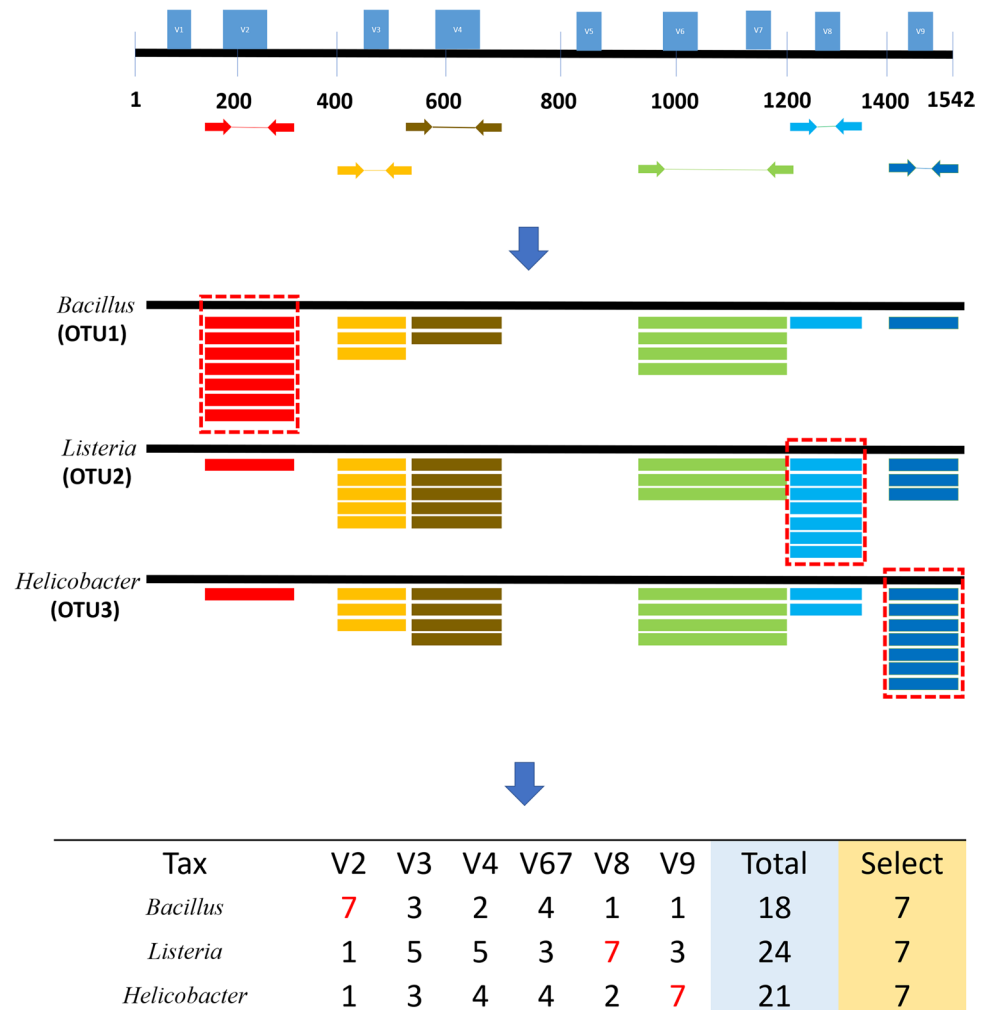 V1 V2 V3 V4 V5 V6 V7 V8 V9
1 200 400 600 800 1000 1200 1400 1542
Bacillus
(OTU1)
Listeria
(OTU2)
Helicobacter
(OTU3)
Tax V2 V3 V4 V67 V8 V9 Total Select
Bacillus 7 3 2 4 1 1 18 7
Listeria 1 5 5 3 7 3 24 7
Helicobacter 1 3 4 4 2 7 21 7